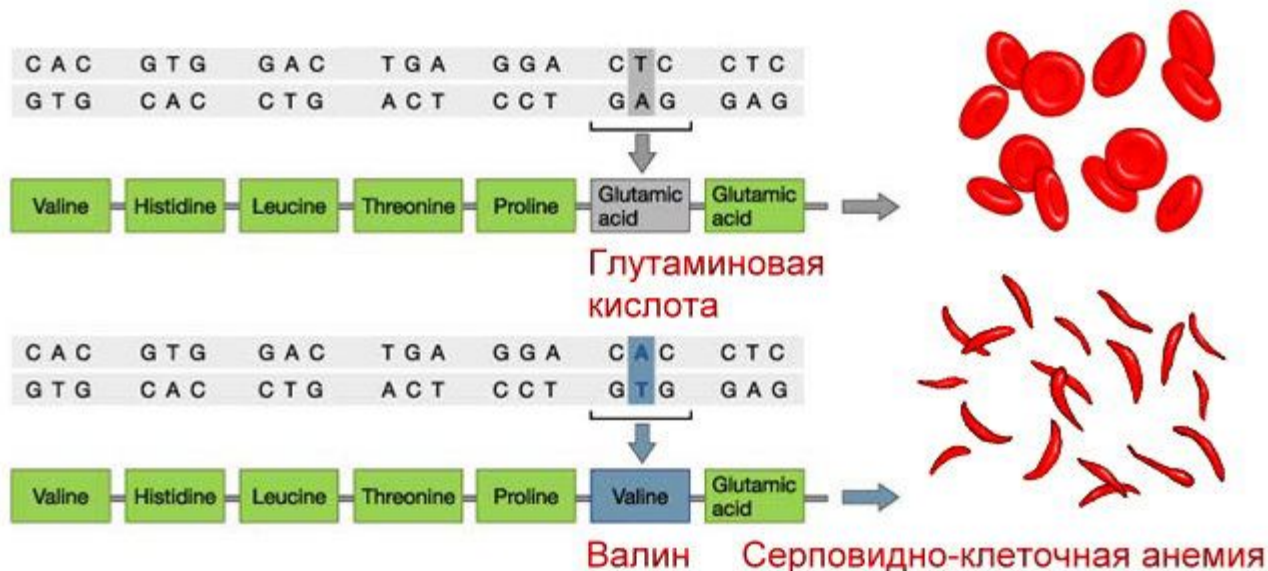 CAC GTG GAC TGA GGA CTC CTC
GTG CAC CTG ACT CCT GAG GAG
Valine Histidine Leucine Threonine Proline Glutamic acid Glutamic acid
Глутаминовая
кислота
CAC GTG GAC TGA GGA CAC CTC
GTG CAC CTG ACT CCT GTG GAG
Valine Histidine Leucine Threonine Proline Valine Glutamic acid
Валин Серповидно-клеточная анемия